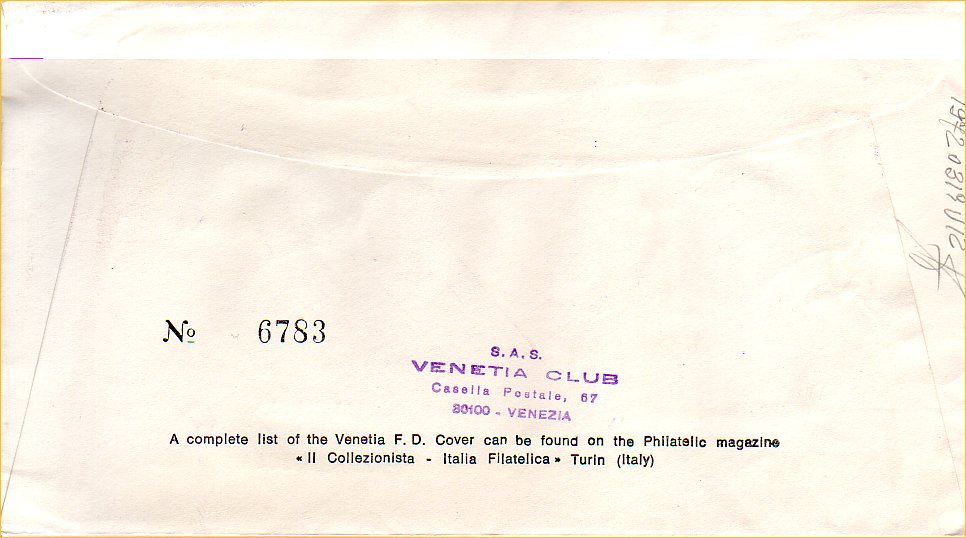 Nº 6783
S.A.S.
VENETIA CLUB
Casella Postale, 67
30100 - VENEZIA
A complete list of the Venetia F. D. Cover can be found on the Philatelic magazine
« Il Collezionista - Italia Filatelica » Turin (Italy)